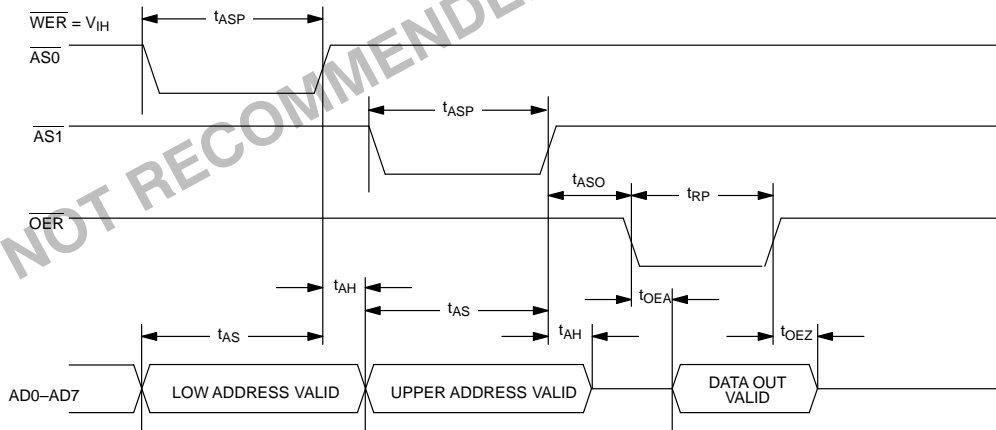 WER = VIH
tASP
AS0
tASP
AS1
tASO
tRP
OER
tAH
tOEA
tAS
tAS
tAH
tOEZ
AD0–AD7
LOW ADDRESS VALID
UPPER ADDRESS VALID
DATA OUT
VALID
NOT RECOMMENDE